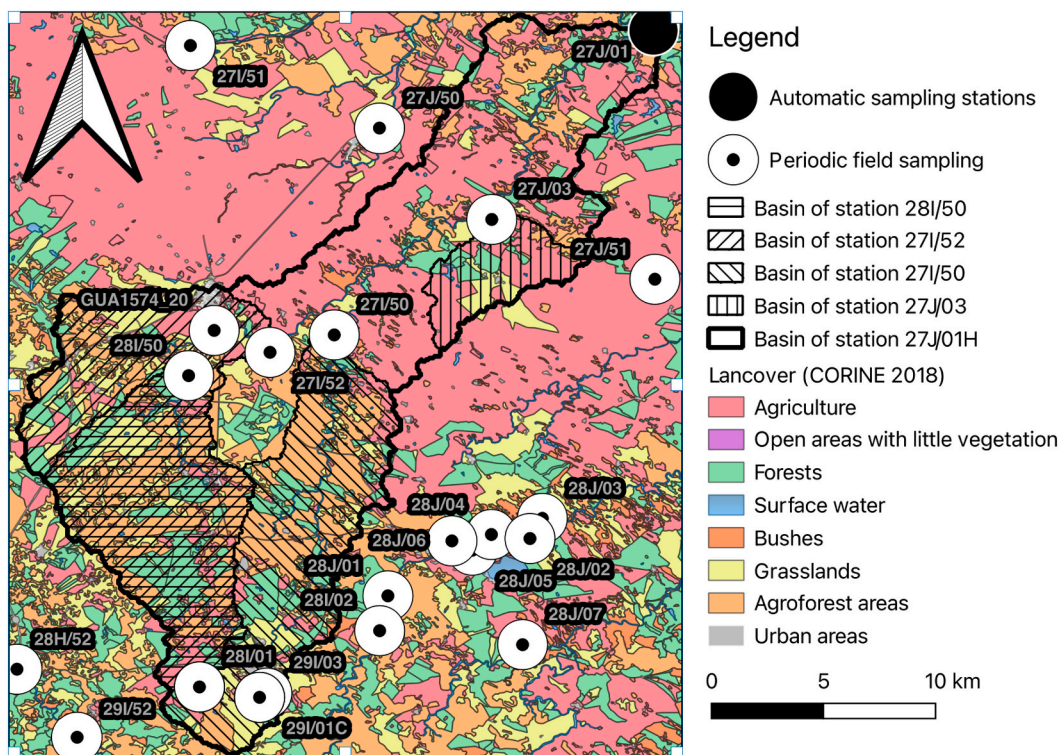 27J/01
27I/51
27J/50
27J/03
27J/51
GUA1574_20
27I/50
28I/50
27I/52
28J/03
28J/04
28J/06
28J/01
28J/05
28J/02
28I/02
28J/07
28H/52
28I/01
29I/03
29I/52
29I/01C
Legend
Automatic sampling stations
Periodic field sampling
Basin of station 28I/50
Basin of station 27I/52
Basin of station 27I/50
Basin of station 27J/03
Basin of station 27J/01H
Lancover (CORINE 2018)
Agriculture
Open areas with little vegetation
Forests
Surface water
Bushes
Grasslands
Agroforest areas
Urban areas
0 5 10 km